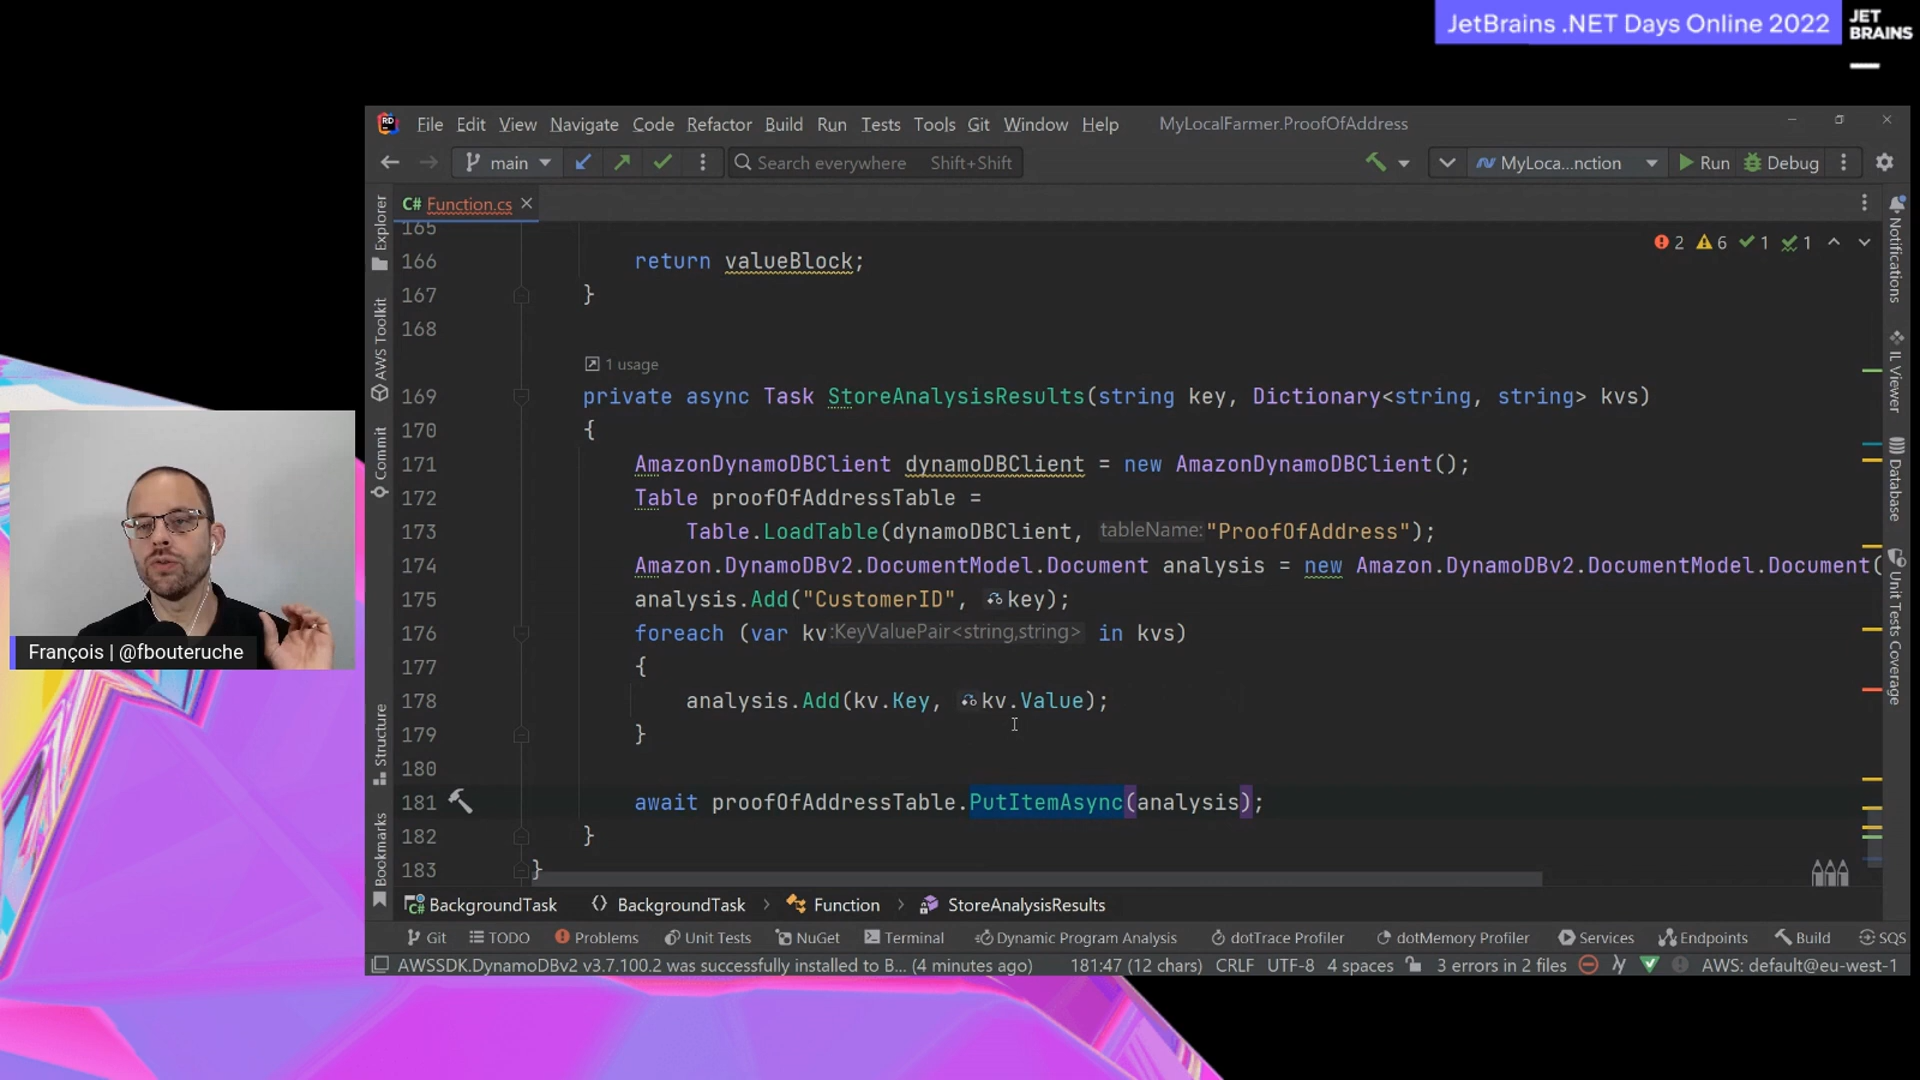 JetBrains .NET Days Online 2022
JET
BRAINS
File Edit View Navigate Code Refactor Build Run Tests Tools Git Window Help MyLocalFarmer.ProofOfAddress
main Search everywhere Shift+Shift MyLoca...nction Run Debug
C# Function.cs
2 6 1 1
165
166 return valueBlock;
167 }
168
1 usage
169 private async Task StoreAnalysisResults(string key, Dictionary<string, string> kvs)
170 {
171 AmazonDynamoDBClient dynamoDBClient = new AmazonDynamoDBClient();
172 Table proofOfAddressTable =
173 Table.LoadTable(dynamoDBClient, tableName: "ProofOfAddress");
174 Amazon.DynamoDBv2.DocumentModel.Document analysis = new Amazon.DynamoDBv2.DocumentModel.Document(
175 analysis.Add("CustomerID", key);
176 foreach (var kv :KeyValuePair<string,string> in kvs)
177 {
178 analysis.Add(kv.Key, kv.Value);
179 }
180
181 await proofOfAddressTable.PutItemAsync(analysis);
182 }
183 }
Explorer
AWS Toolkit
Commit
Structure
Bookmarks
Notifications
IL Viewer
Database
Unit Tests Coverage
François | @fbouteruche
C# BackgroundTask BackgroundTask > Function > StoreAnalysisResults
Git TODO Problems Unit Tests NuGet Terminal Dynamic Program Analysis dotTrace Profiler dotMemory Profiler Services Endpoints Build SQS
AWSSDK.DynamoDBv2 v3.7.100.2 was successfully installed to B... (4 minutes ago) 181:47 (12 chars) CRLF UTF-8 4 spaces 3 errors in 2 files AWS: default@eu-west-1